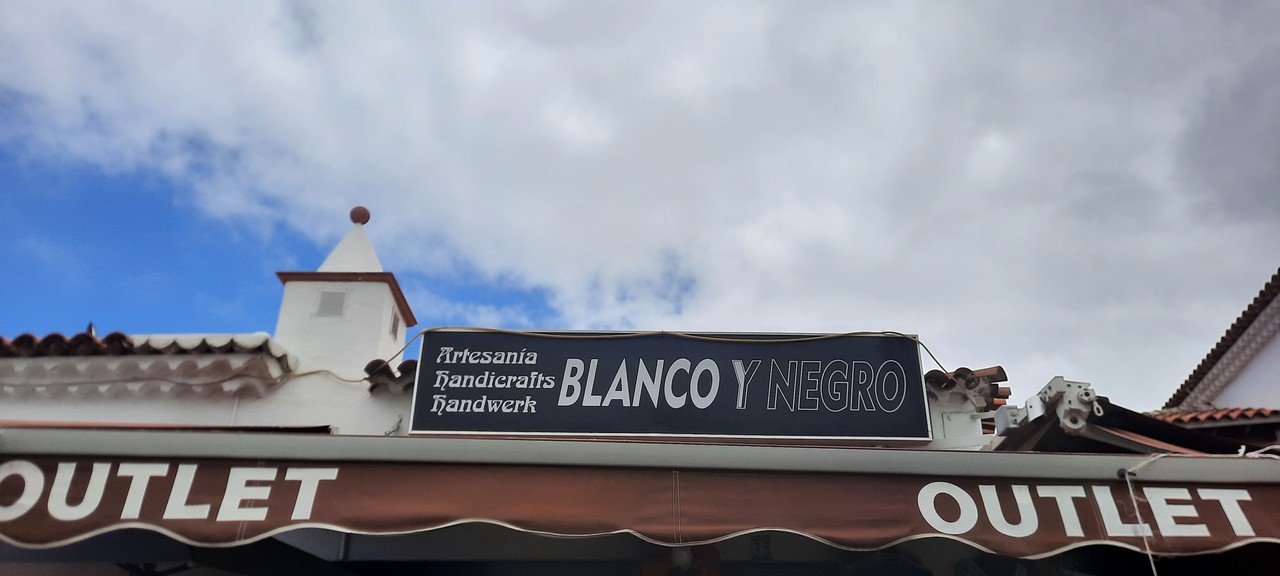 Artesanía
Handicrafts
Handwerk
BLANCO Y NEGRO
OUTLET
OUTLET